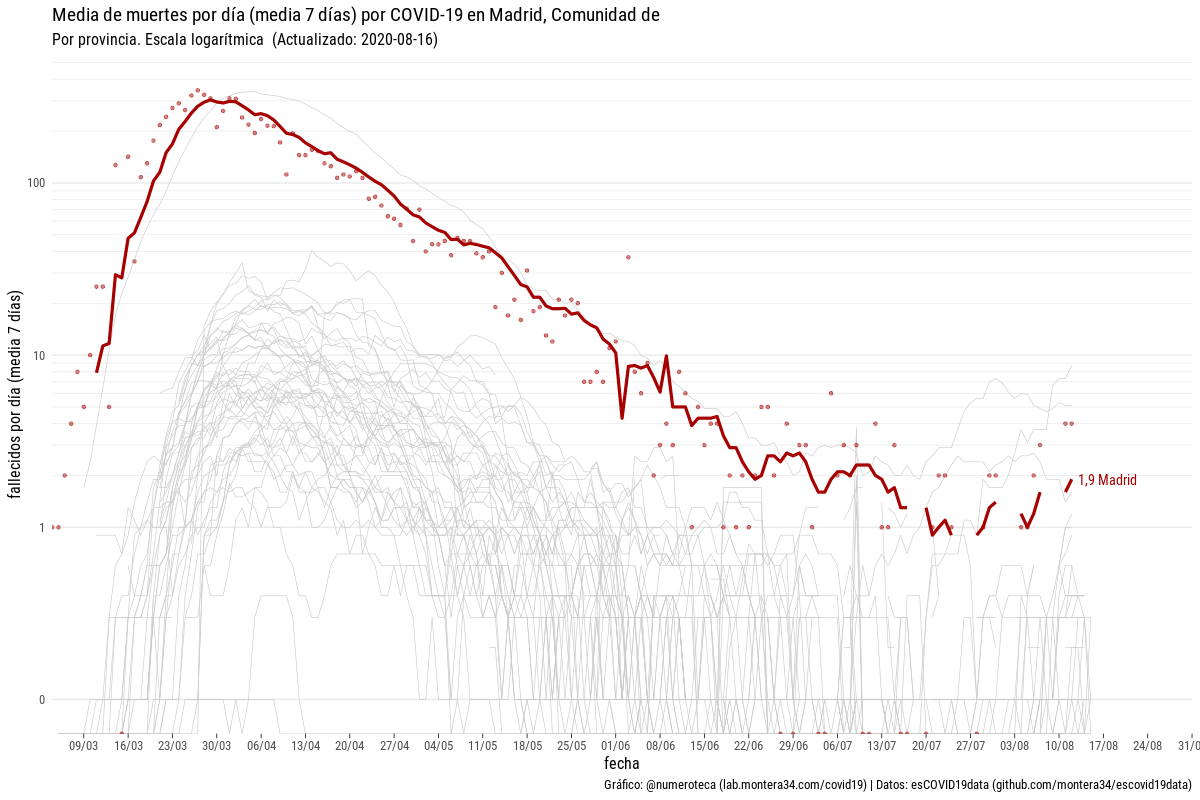 Media de muertes por día (media 7 días) por COVID-19 en Madrid, Comunidad de
Por provincia. Escala logarítmica  (Actualizado: 2020-08-16)
fallecidos por día (media 7 días)
100
10
1
0
1,9 Madrid
09/03 16/03 23/03 30/03 06/04 13/04 20/04 27/04 04/05 11/05 18/05 25/05 01/06 08/06 15/06 22/06 29/06 06/07 13/07 20/07 27/07 03/08 10/08 17/08 24/08 31/0
fecha
Gráfico: @numeroteca (lab.montera34.com/covid19) | Datos: esCOVID19data (github.com/montera34/escovid19data)